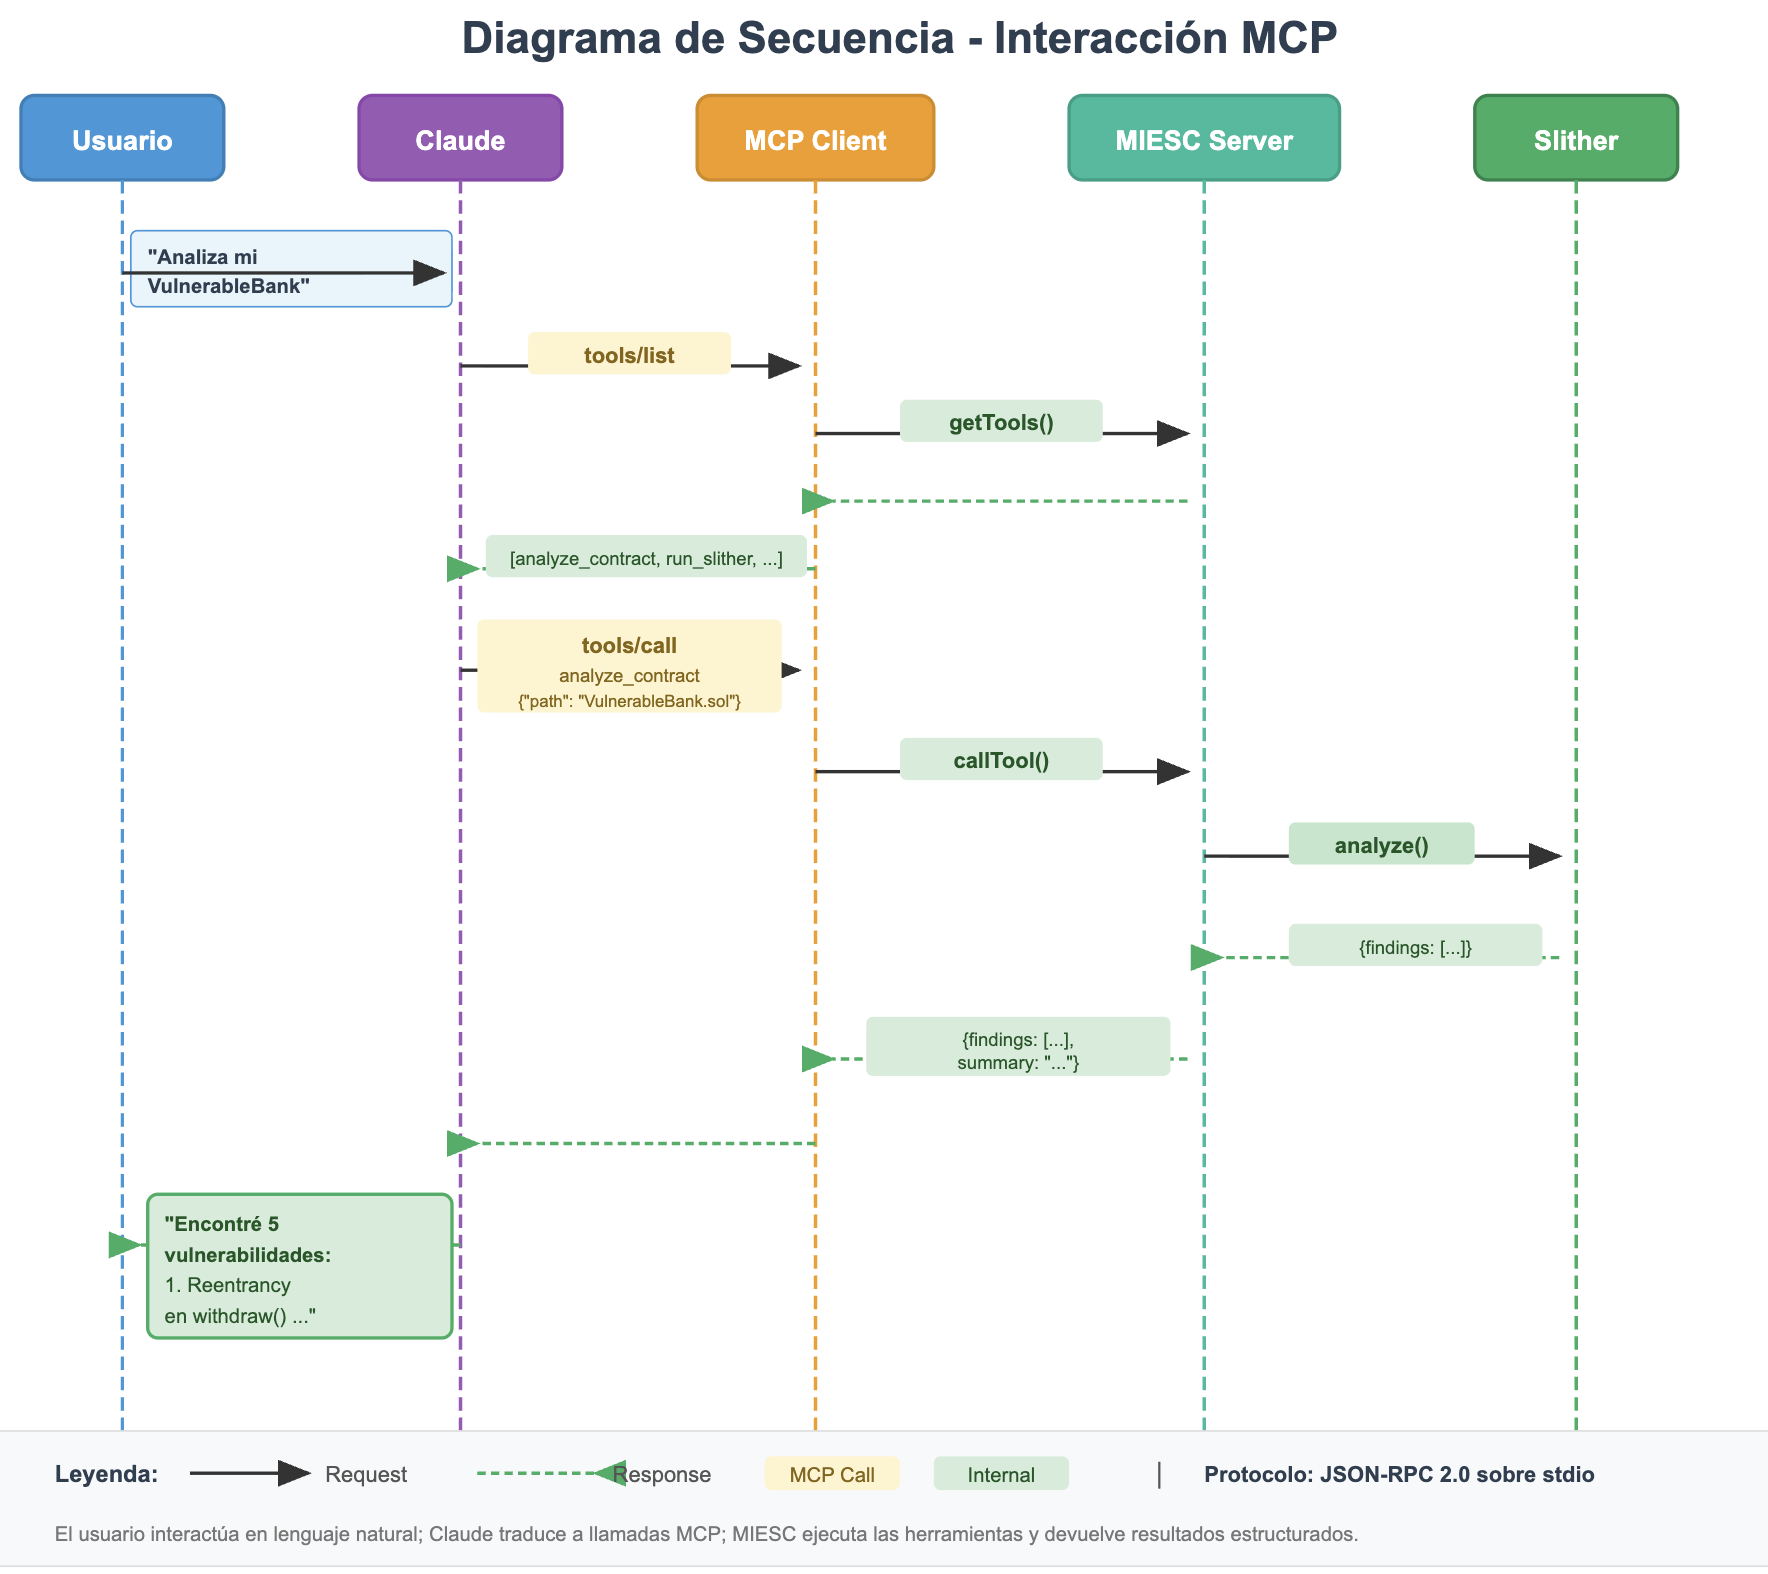 Diagrama de Secuencia - Interacción MCP
Usuario
Claude
MCP Client
MIESC Server
Slither
"Analiza mi
VulnerableBank"
tools/list
getTools()
[analyze_contract, run_slither, ...]
tools/call
analyze_contract
{"path": "VulnerableBank.sol"}
callTool()
analyze()
{findings: [...]}
{findings: [...],
summary: "..."}
"Encontré 5
vulnerabilidades:
1. Reentrancy
en withdraw() ..."
Leyenda:
Request
Response
MCP Call
Internal
|
Protocolo: JSON-RPC 2.0 sobre stdio
El usuario interactúa en lenguaje natural; Claude traduce a llamadas MCP; MIESC ejecuta las herramientas y devuelve resultados estructurados.